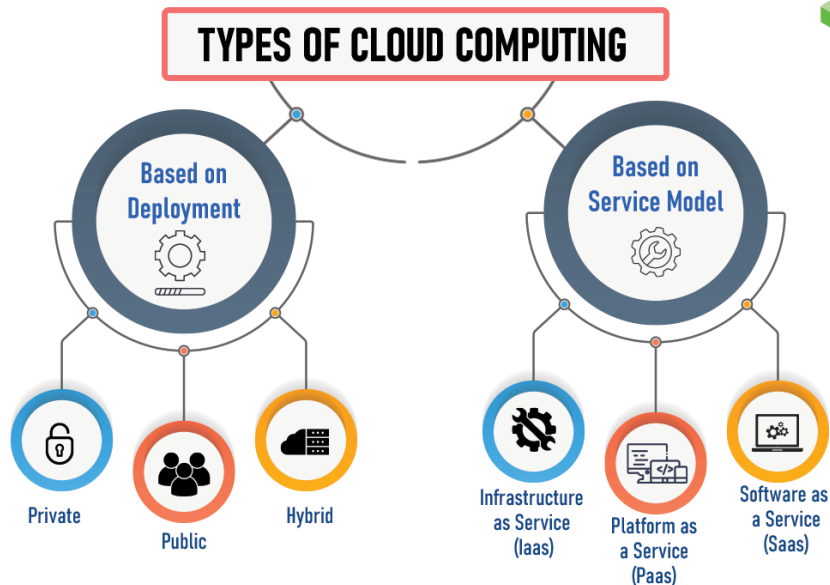 TYPES OF CLOUD COMPUTING
Based on
Deployment
Based on
Service Model
Private
Public
Hybrid
Infrastructure
as Service
(Iaas)
Platform as
a Service
(Paas)
Software as
a Service
(Saas)
</>